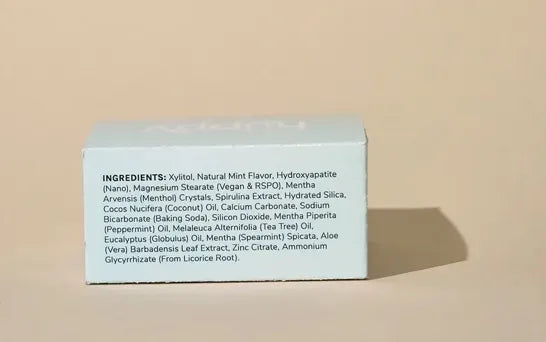 INGREDIENTS: Xylitol, Natural Mint Flavor, Hydroxyapatite
(Nano), Magnesium Stearate (Vegan & RSPO), Mentha
Arvensis (Menthol) Crystals, Spirulina Extract, Hydrated Silica,
Cocos Nucifera (Coconut) Oil, Calcium Carbonate, Sodium
Bicarbonate (Baking Soda), Silicon Dioxide, Mentha Piperita
(Peppermint) Oil, Melaleuca Alternifolia (Tea Tree) Oil,
Eucalyptus (Globulus) Oil, Mentha (Spearmint) Spicata, Aloe
(Vera) Barbadensis Leaf Extract, Zinc Citrate, Ammonium
Glycyrrhizate (From Licorice Root).